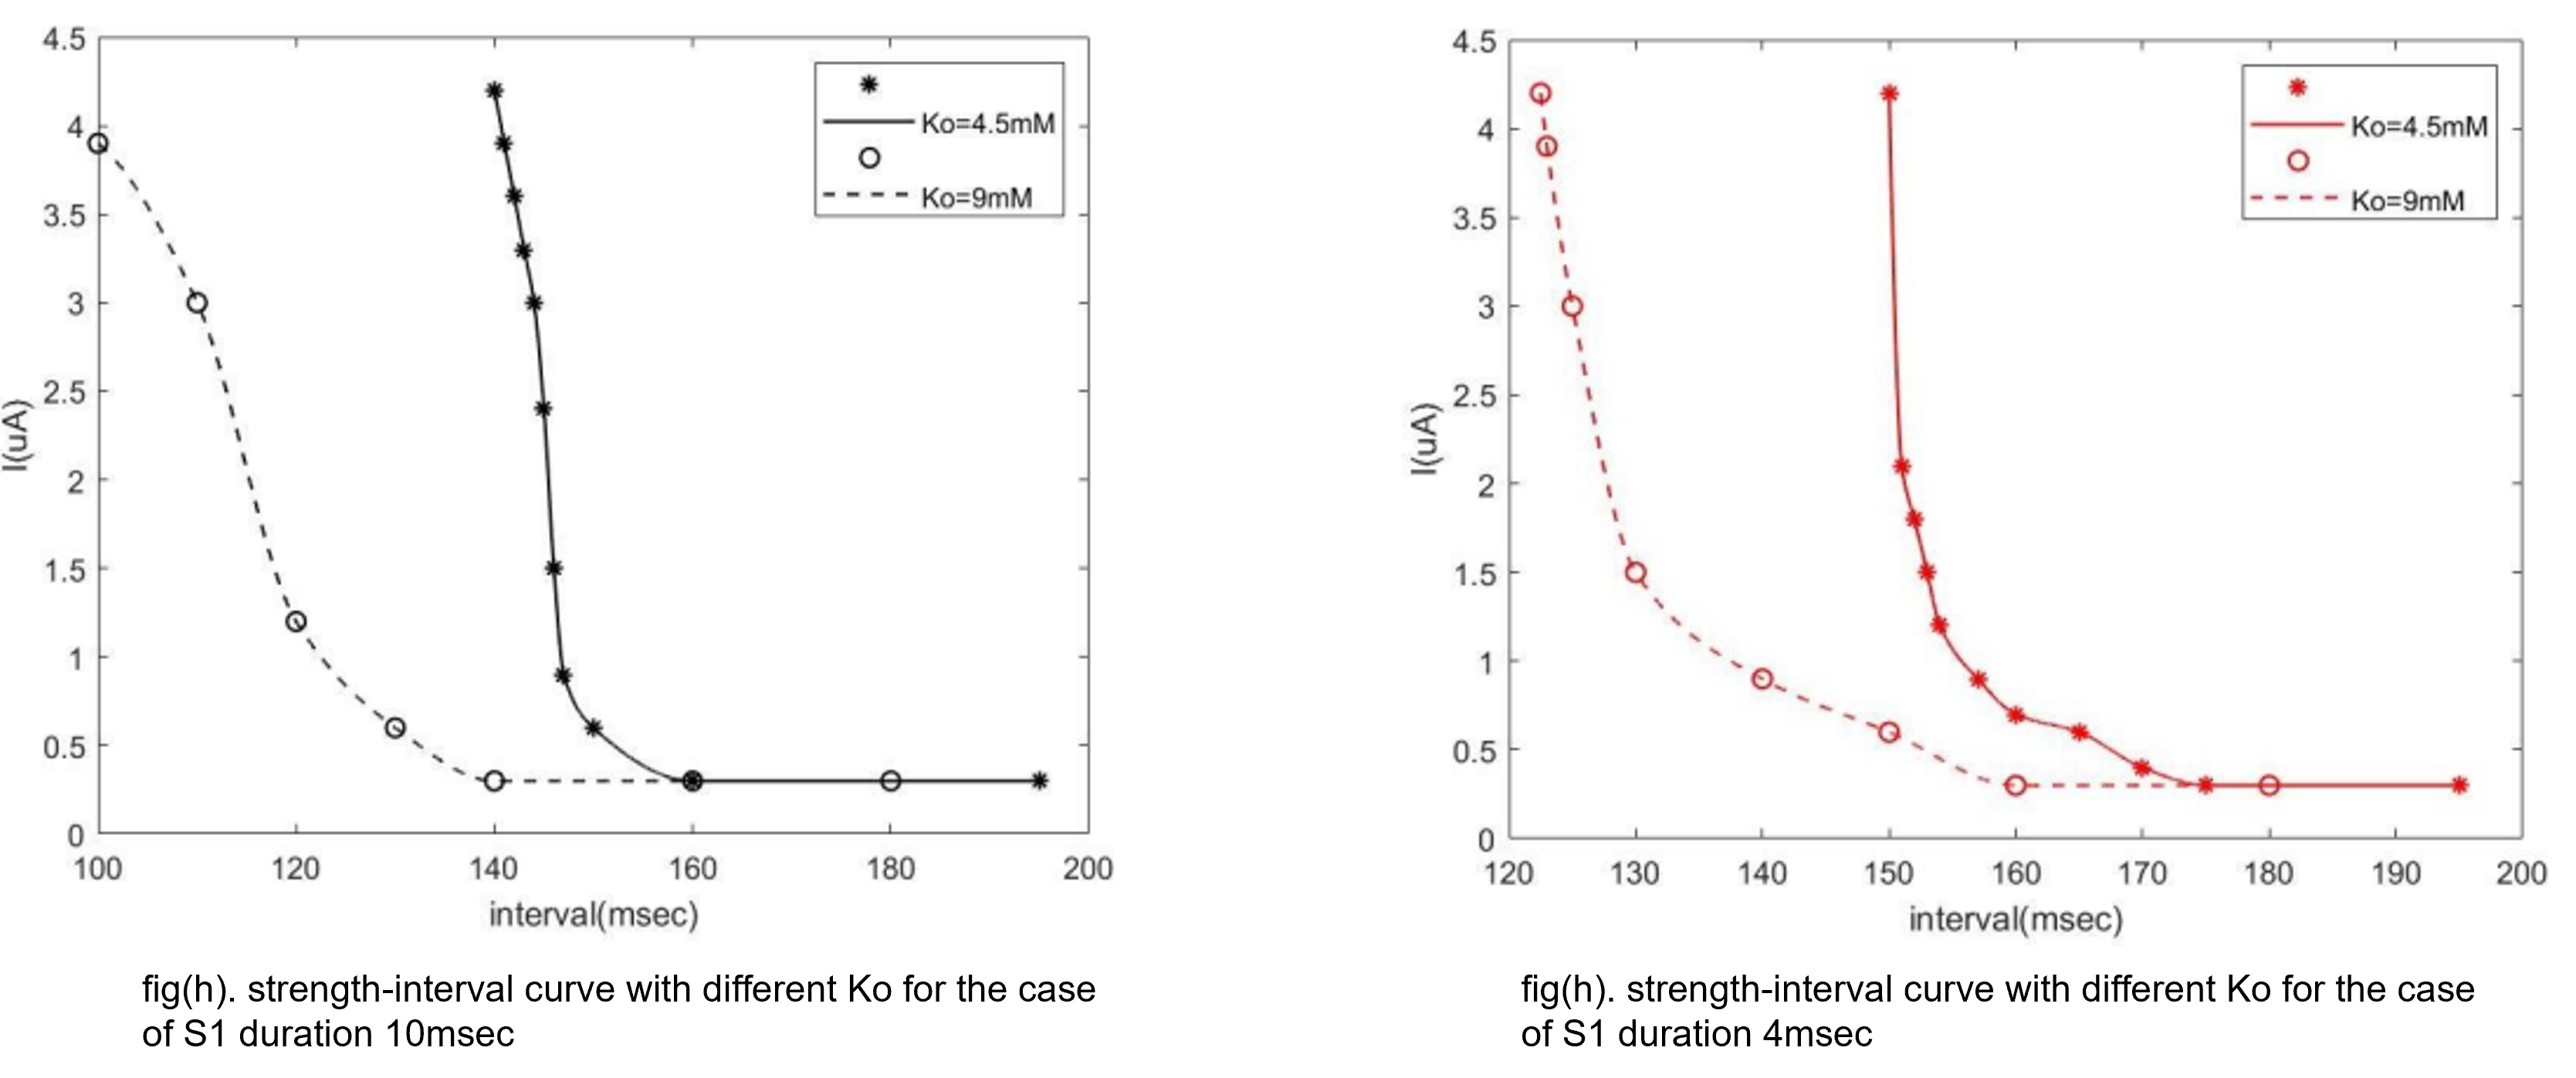 4.5
4
3.5
3
2.5
2
1.5
1
0.5
0
100 120 140 160 180 200
I(uA)
interval(msec)
Ko=4.5mM
Ko=9mM
fig(h). strength-interval curve with different Ko for the case
of S1 duration 10msec
4.5
4
3.5
3
2.5
2
1.5
1
0.5
0
120 130 140 150 160 170 180 190 200
I(uA)
interval(msec)
Ko=4.5mM
Ko=9mM
fig(h). strength-interval curve with different Ko for the case
of S1 duration 4msec